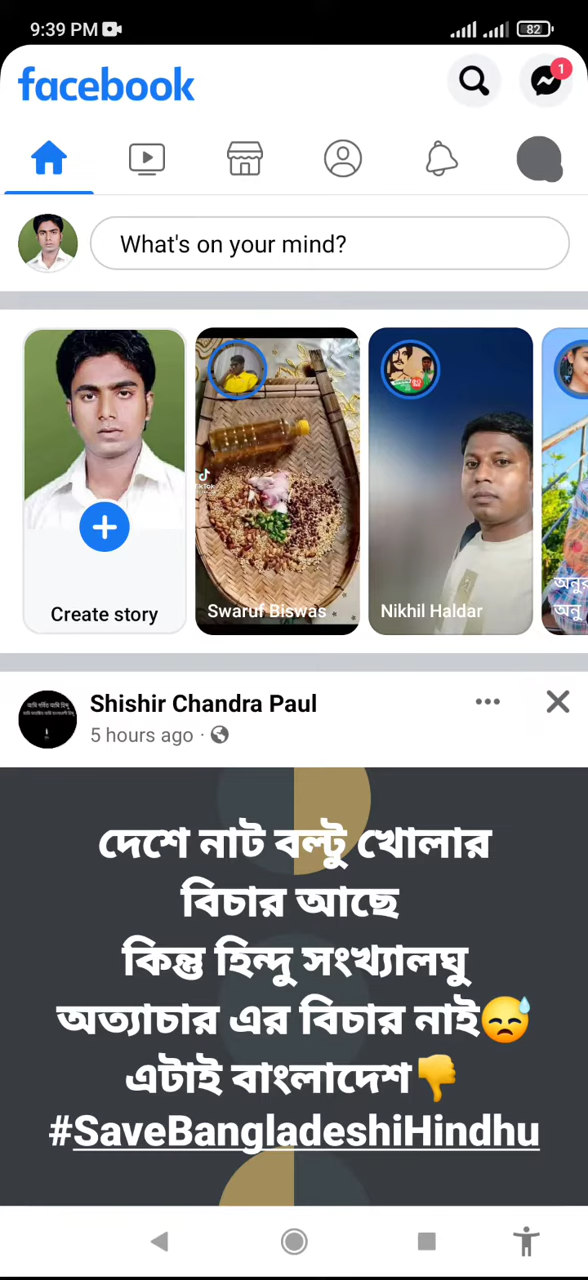 9:39 PM
82
facebook
1
What's on your mind?
Create story
Swaruf Biswas
Nikhil Haldar
অনু
Shishir Chandra Paul
5 hours ago
দেশে নাট বল্টু খোলার
বিচার আছে
কিন্তু হিন্দু সংখ্যালঘু
অত্যাচার এর বিচার নাই😓
এটাই বাংলাদেশ👎
#SaveBangladeshiHindhu